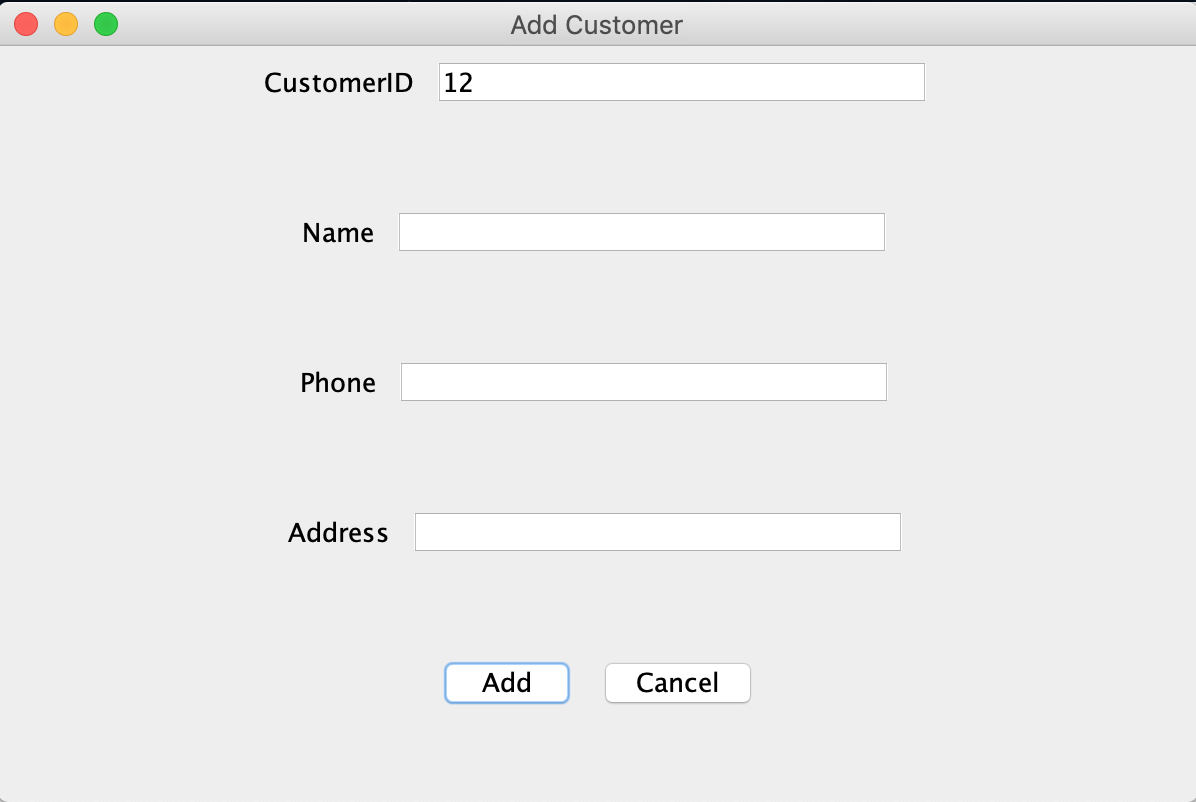 Add Customer
CustomerID 12
Name
Phone
Address
Add Cancel